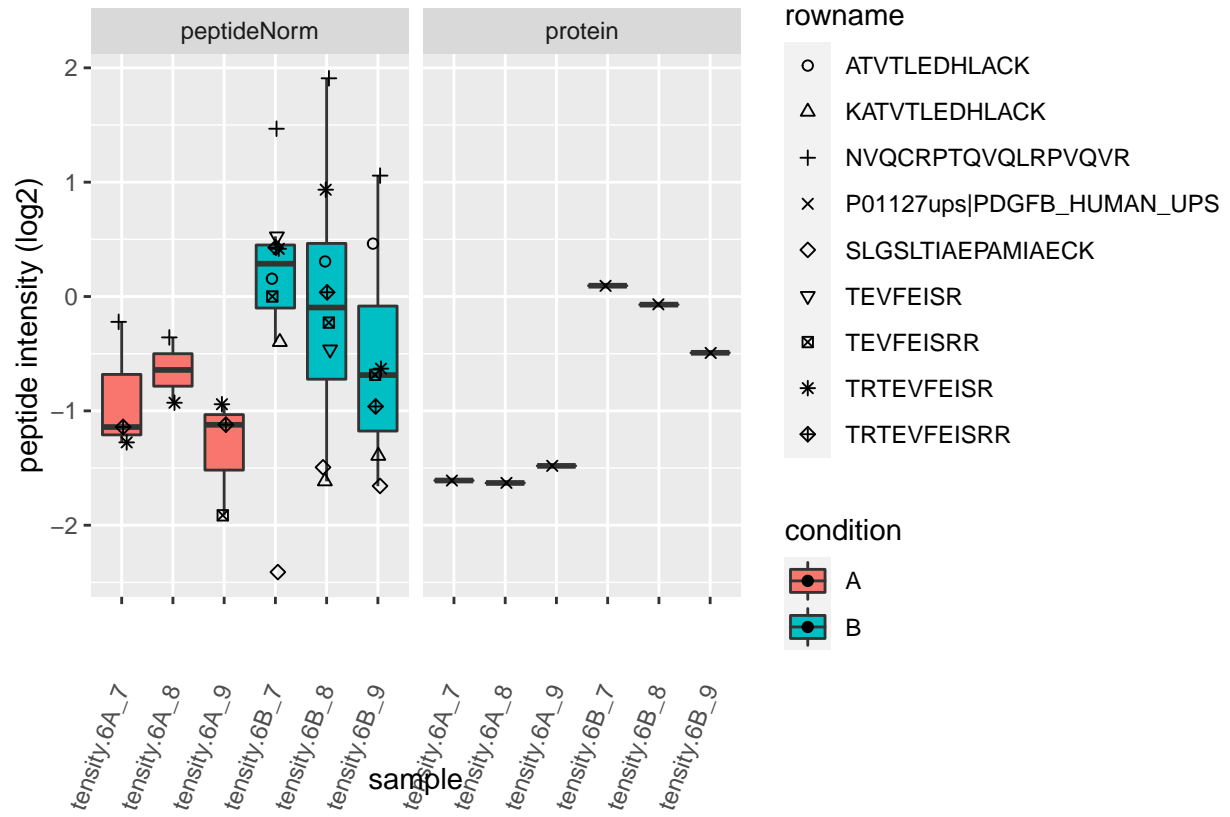 peptideNorm
protein
peptide intensity (log2)
2
1
0
−1
−2
tensity.6A_7
tensity.6A_8
tensity.6A_9
tensity.6B_7
tensity.6B_8
tensity.6B_9
tensity.6A_7
tensity.6A_8
tensity.6A_9
tensity.6B_7
tensity.6B_8
tensity.6B_9
sample
rowname
ATVTLEDHLACK
KATVTLEDHLACK
NVQCRPTQVQLRPVQVR
P01127ups|PDGFB_HUMAN_UPS
SLGSLTIAEPAMIAECK
TEVFEISR
TEVFEISRR
TRTEVFEISR
TRTEVFEISRR
condition
A
B